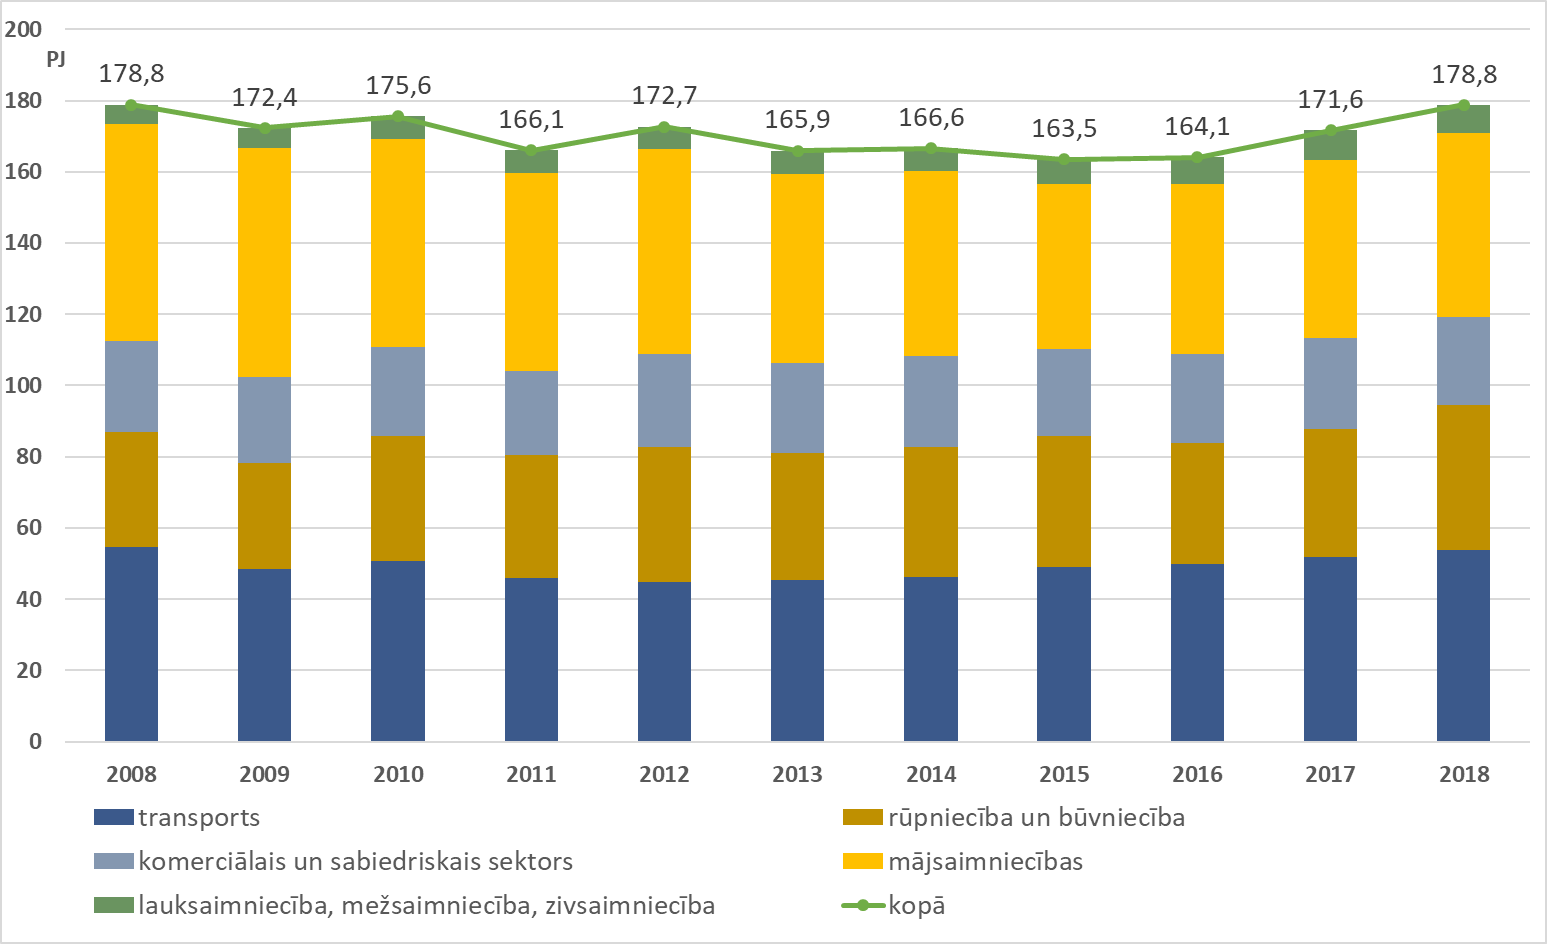 200
PJ
178,8
172,4
175,6
166,1
172,7
165,9
166,6
163,5
164,1
171,6
178,8
180
160
140
120
100
80
60
40
20
0
2008 2009 2010 2011 2012 2013 2014 2015 2016 2017 2018
transports
rūpniecība un būvniecība
komerciālais un sabiedriskais sektors
mājsaimniecības
lauksaimniecība, mežsaimniecība, zivsaimniecība
kopā